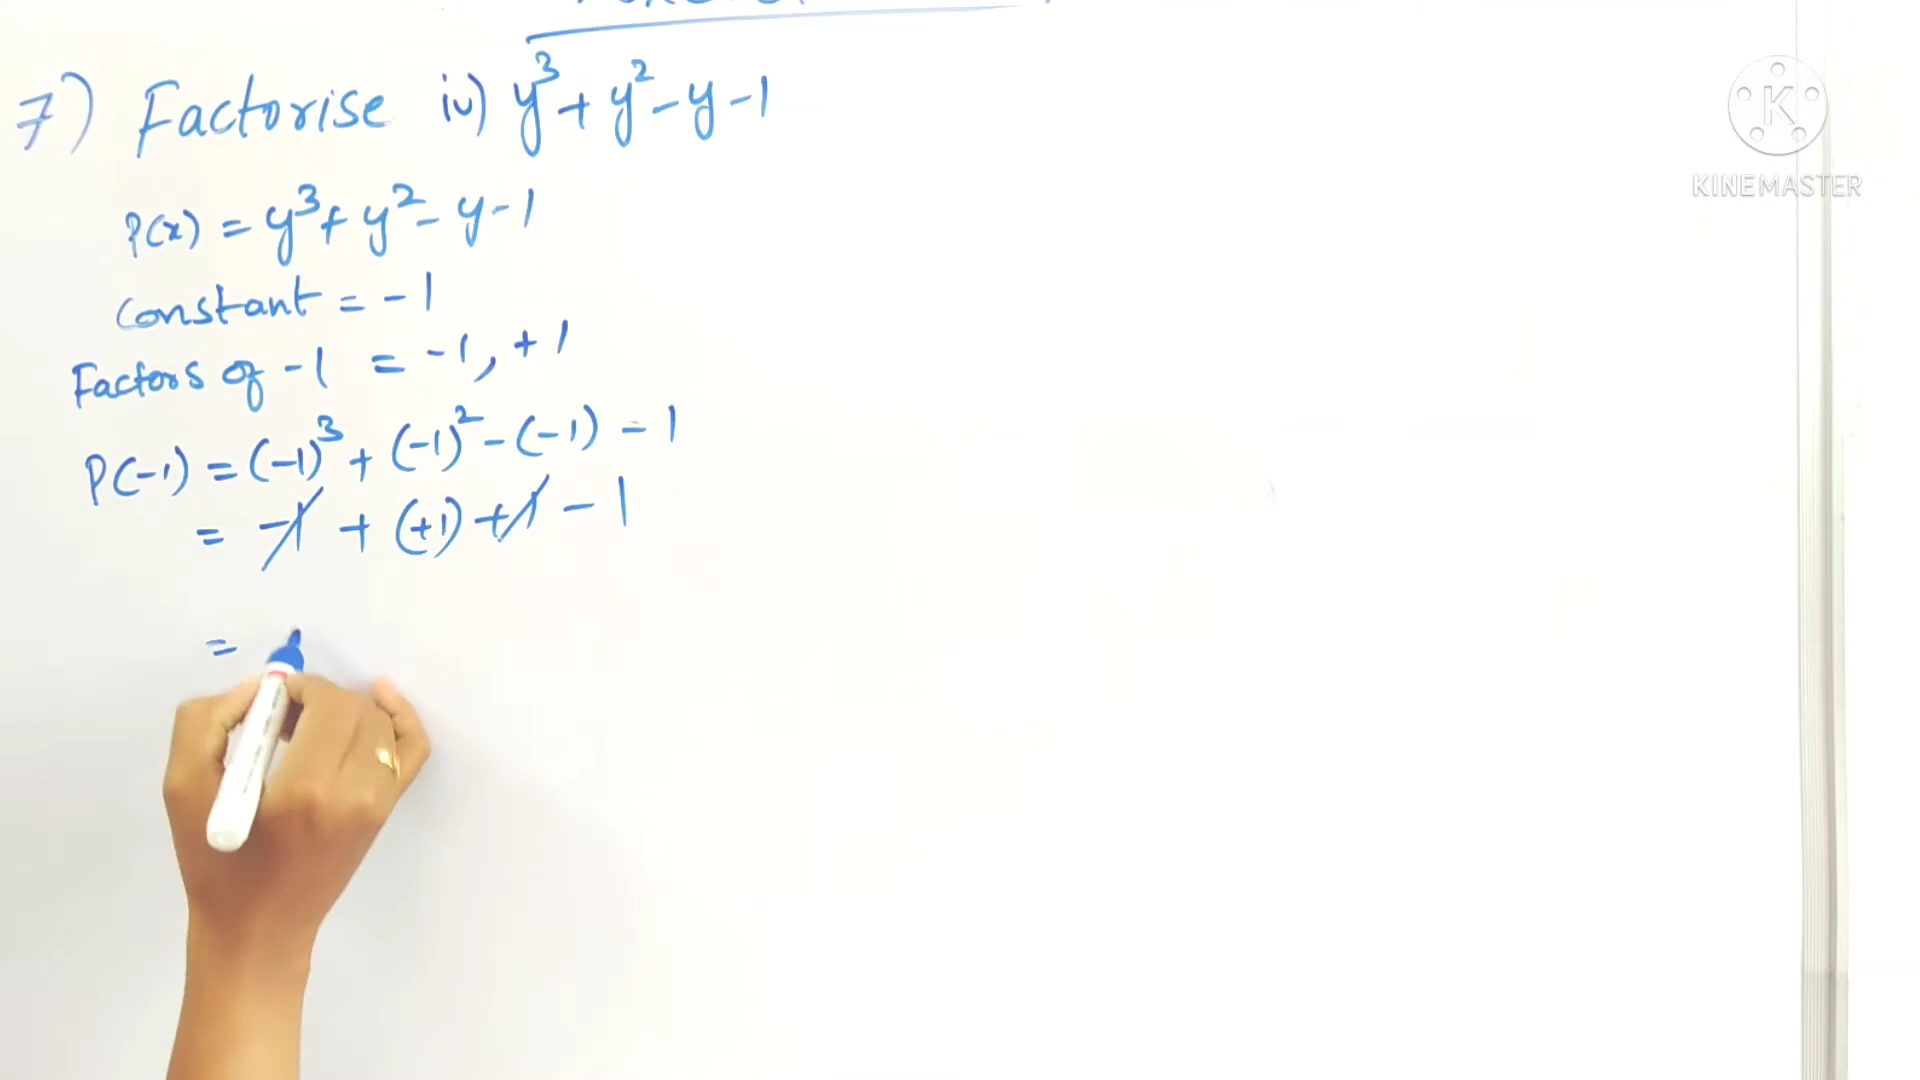 7) Factorise iv) y³ + y² - y - 1
K
KINEMASTER
P(x) = y³ + y² - y - 1
constant = -1
Factors of -1 = -1, +1
P(-1) = (-1)³ + (-1)² - (-1) - 1
= -1 + (+1) + 1 - 1
=